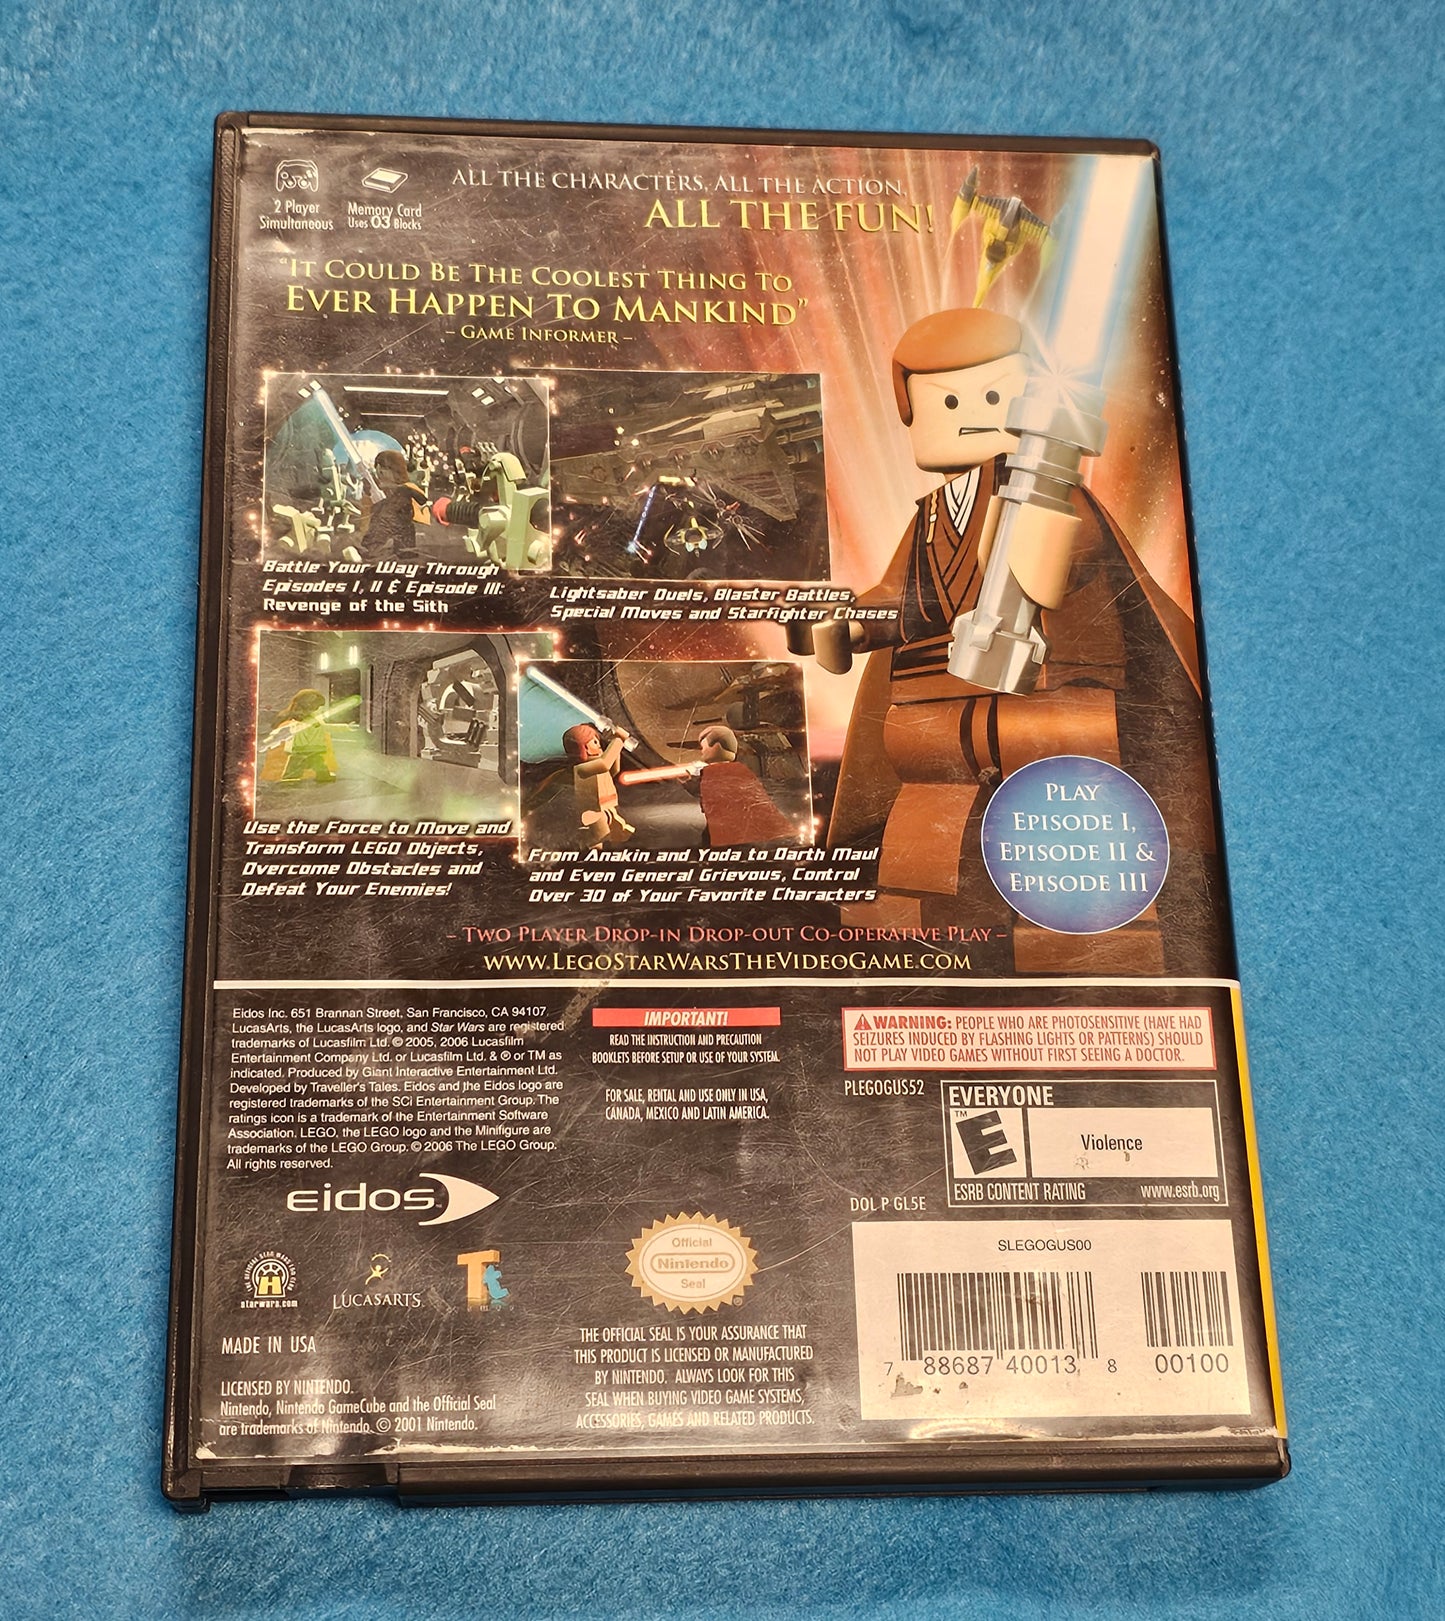 2 Player
Simultaneous
Memory Card
Uses 03 Blocks
ALL THE CHARACTERS, ALL THE ACTION,
ALL THE FUN!
"IT COULD BE THE COOLEST THING TO
EVER HAPPEN TO MANKIND"
– GAME INFORMER –
Battle Your Way Through
Episodes I, II & Episode III:
Revenge of the Sith
Lightsaber Duels, Blaster Battles,
Special Moves and Starfighter Chases
Use the Force to Move and
Transform LEGO Objects,
Overcome Obstacles and
Defeat Your Enemies!
From Anakin and Yoda to Darth Maul
and Even General Grievous, Control
Over 30 of Your Favorite Characters
PLAY
EPISODE I,
EPISODE II &
EPISODE III
– TWO PLAYER DROP-IN DROP-OUT CO-OPERATIVE PLAY –
WWW.LEGOSTARWARSTHEVIDEOGAME.COM
Eidos Inc. 651 Brannan Street, San Francisco, CA 94107.
LucasArts, the LucasArts logo, and Star Wars are registered
trademarks of Lucasfilm Ltd. © 2005, 2006 Lucasfilm
Entertainment Company Ltd. or Lucasfilm Ltd. & ® or TM as
indicated. Produced by Giant Interactive Entertainment Ltd.
Developed by Traveller's Tales. Eidos and the Eidos logo are
registered trademarks of the SCi Entertainment Group. The
ratings icon is a trademark of the Entertainment Software
Association. LEGO, the LEGO logo and the Minifigure are
trademarks of the LEGO Group. © 2006 The LEGO Group.
All rights reserved.
eidos
starwars.com
LUCASARTS
Tt
MADE IN USA
LICENSED BY NINTENDO.
Nintendo, Nintendo GameCube and the Official Seal
are trademarks of Nintendo. © 2001 Nintendo.
IMPORTANT!
READ THE INSTRUCTION AND PRECAUTION
BOOKLETS BEFORE SETUP OR USE OF YOUR SYSTEM.
FOR SALE, RENTAL AND USE ONLY IN USA,
CANADA, MEXICO AND LATIN AMERICA.
Official
Nintendo
Seal
®
THE OFFICIAL SEAL IS YOUR ASSURANCE THAT
THIS PRODUCT IS LICENSED OR MANUFACTURED
BY NINTENDO. ALWAYS LOOK FOR THIS
SEAL WHEN BUYING VIDEO GAME SYSTEMS,
ACCESSORIES, GAMES AND RELATED PRODUCTS.
WARNING: PEOPLE WHO ARE PHOTOSENSITIVE (HAVE HAD
SEIZURES INDUCED BY FLASHING LIGHTS OR PATTERNS) SHOULD
NOT PLAY VIDEO GAMES WITHOUT FIRST SEEING A DOCTOR.
PLEGOGUS52
EVERYONE
E
TM
Violence
ESRB CONTENT RATING
www.esrb.org
DOL P GL5E
SLEGOGUS00
7 88687 40013 8 00100